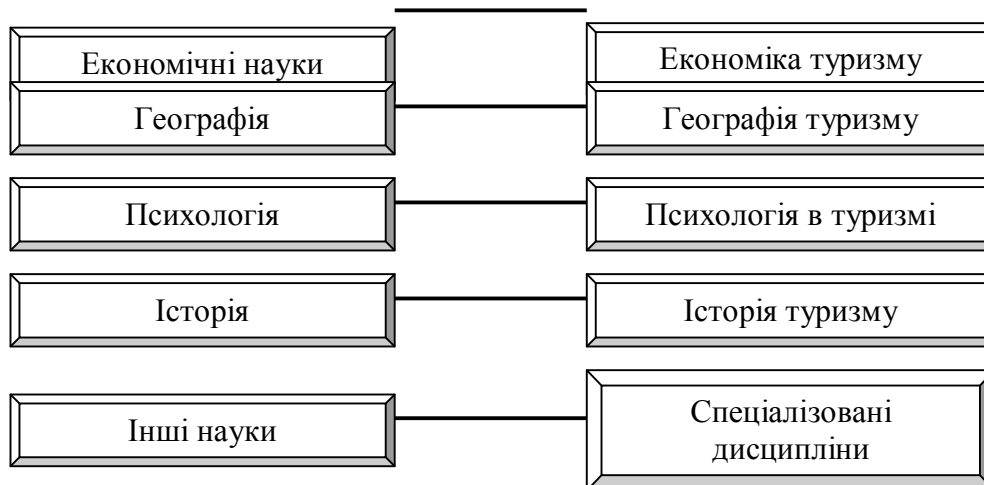 Економічні науки
Економіка туризму
Географія
Географія туризму
Психологія
Психологія в туризмі
Історія
Історія туризму
Інші науки
Спеціалізовані
дисципліни